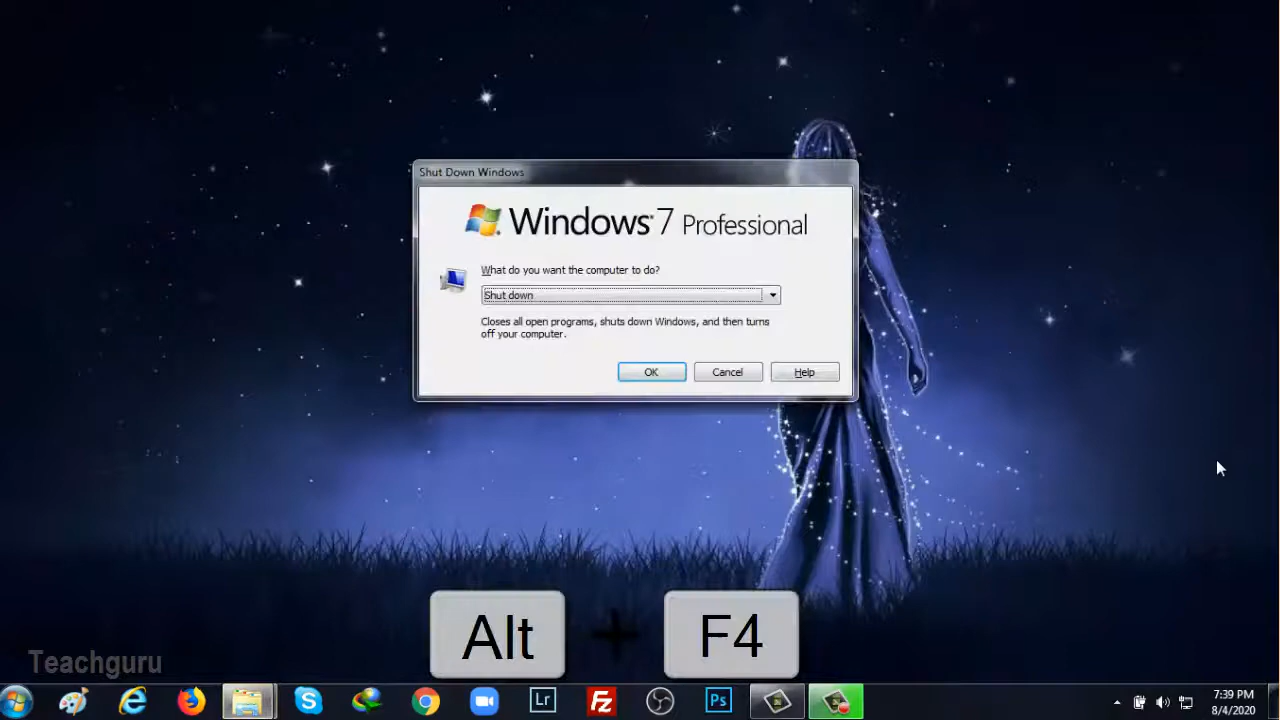 Shut Down Windows
Windows 7 Professional
What do you want the computer to do?
Shut down
Closes all open programs, shuts down Windows, and then turns
off your computer.
OK Cancel Help
Alt + F4
Teachguru
Lr Fz Ps
7:39 PM
8/4/2020